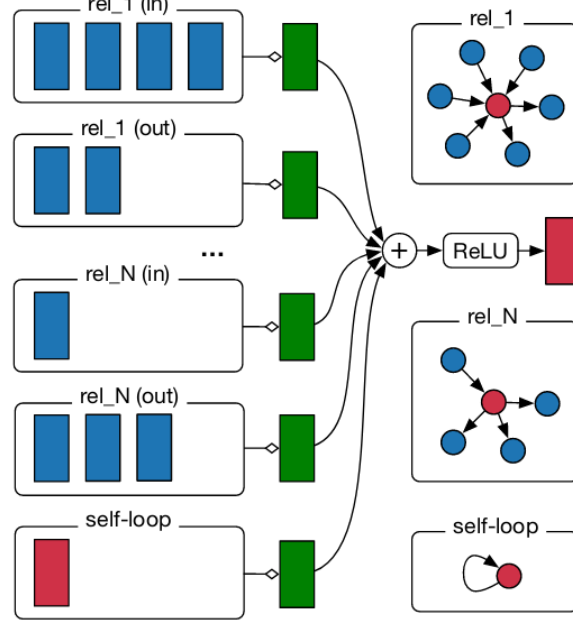 rel_1 (in)
rel_1 (out)
...
rel_N (in)
rel_N (out)
self-loop
+
ReLU
rel_1
rel_N
self-loop